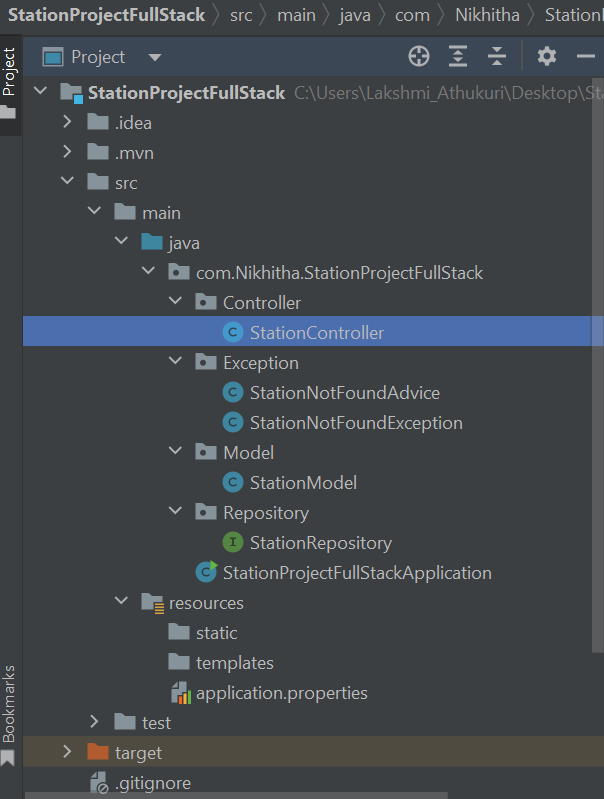 StationProjectFullStack src main java com Nikhitha Station
Project
Project
StationProjectFullStack C:\Users\Lakshmi_Athukuri\Desktop\Sta
.idea
.mvn
src
main
java
com.Nikhitha.StationProjectFullStack
Controller
C StationController
Exception
C StationNotFoundAdvice
C StationNotFoundException
Model
C StationModel
Repository
I StationRepository
C StationProjectFullStackApplication
resources
static
templates
application.properties
Bookmarks
test
target
.gitignore